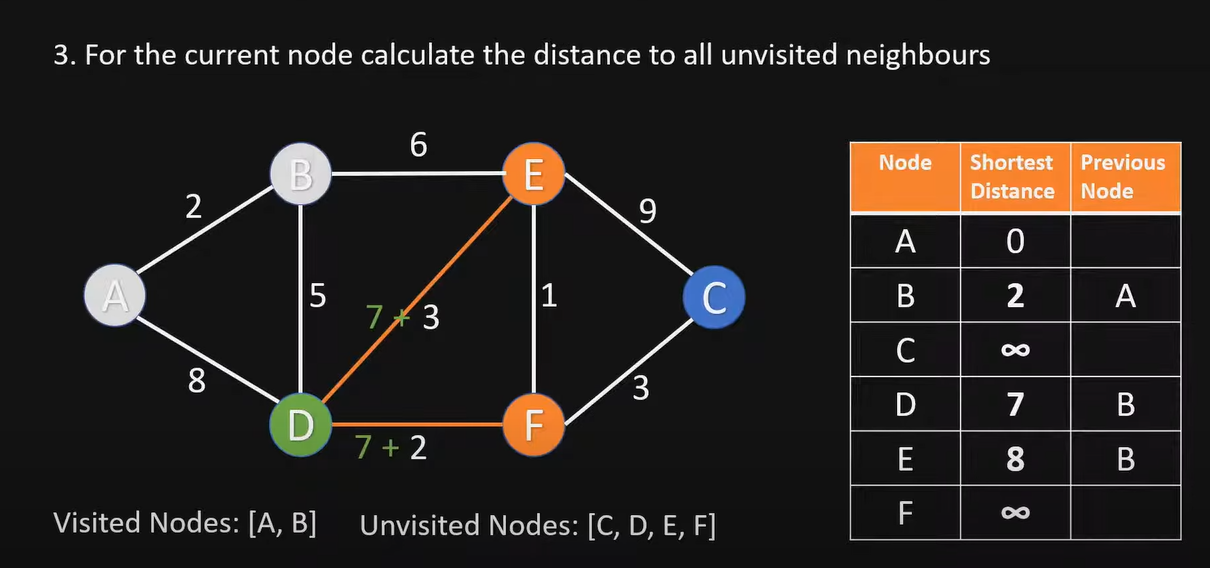 3. For the current node calculate the distance to all unvisited neighbours
6
B
E
2
9
A
5
7 + 3
1
C
8
3
D
F
7 + 2
Visited Nodes: [A, B] Unvisited Nodes: [C, D, E, F]
Node Shortest Distance Previous Node
A 0
B 2 A
C ∞
D 7 B
E 8 B
F ∞